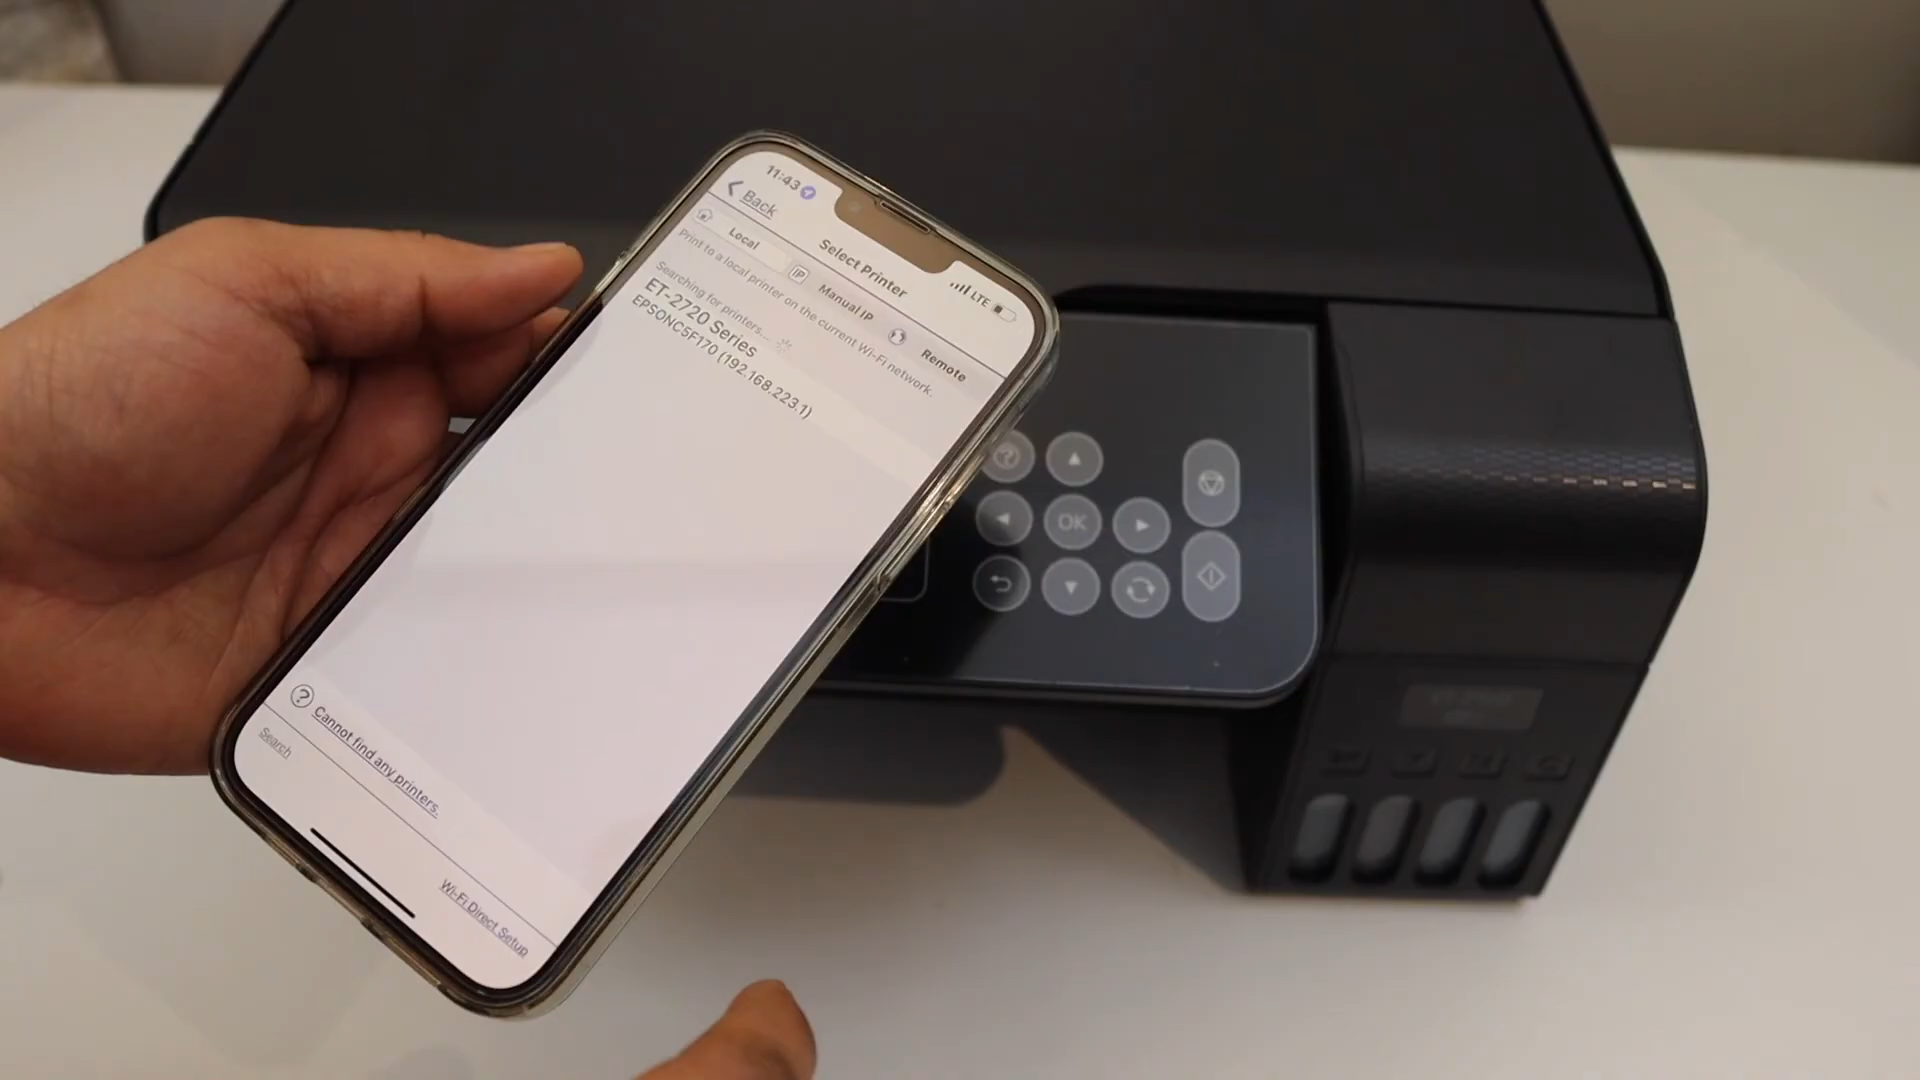 11:43
LTE
Back
Select Printer
Local
IP
Manual IP
Remote
Print to a local printer on the current Wi-Fi network.
Searching for printers...
ET-2720 Series
EPSONC5F170 (192.168.223.1)
? Cannot find any printers.
Search
Wi-Fi Direct Setup
?
OK